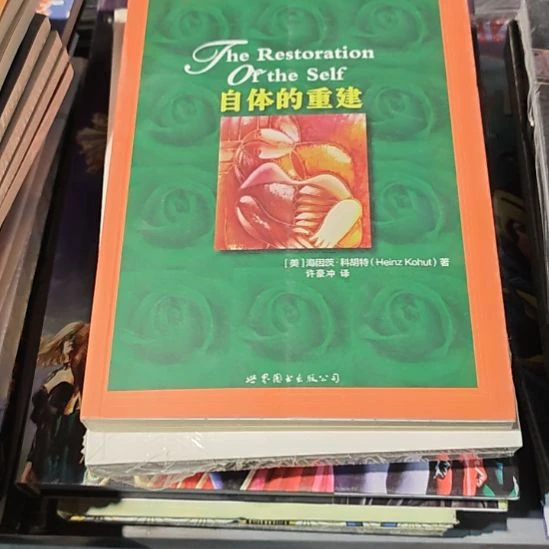 The Restoration
Of the Self
自体的重建
[美]海因茨·科胡特(Heinz Kohut)著
许豪冲 译
世界图书出版公司